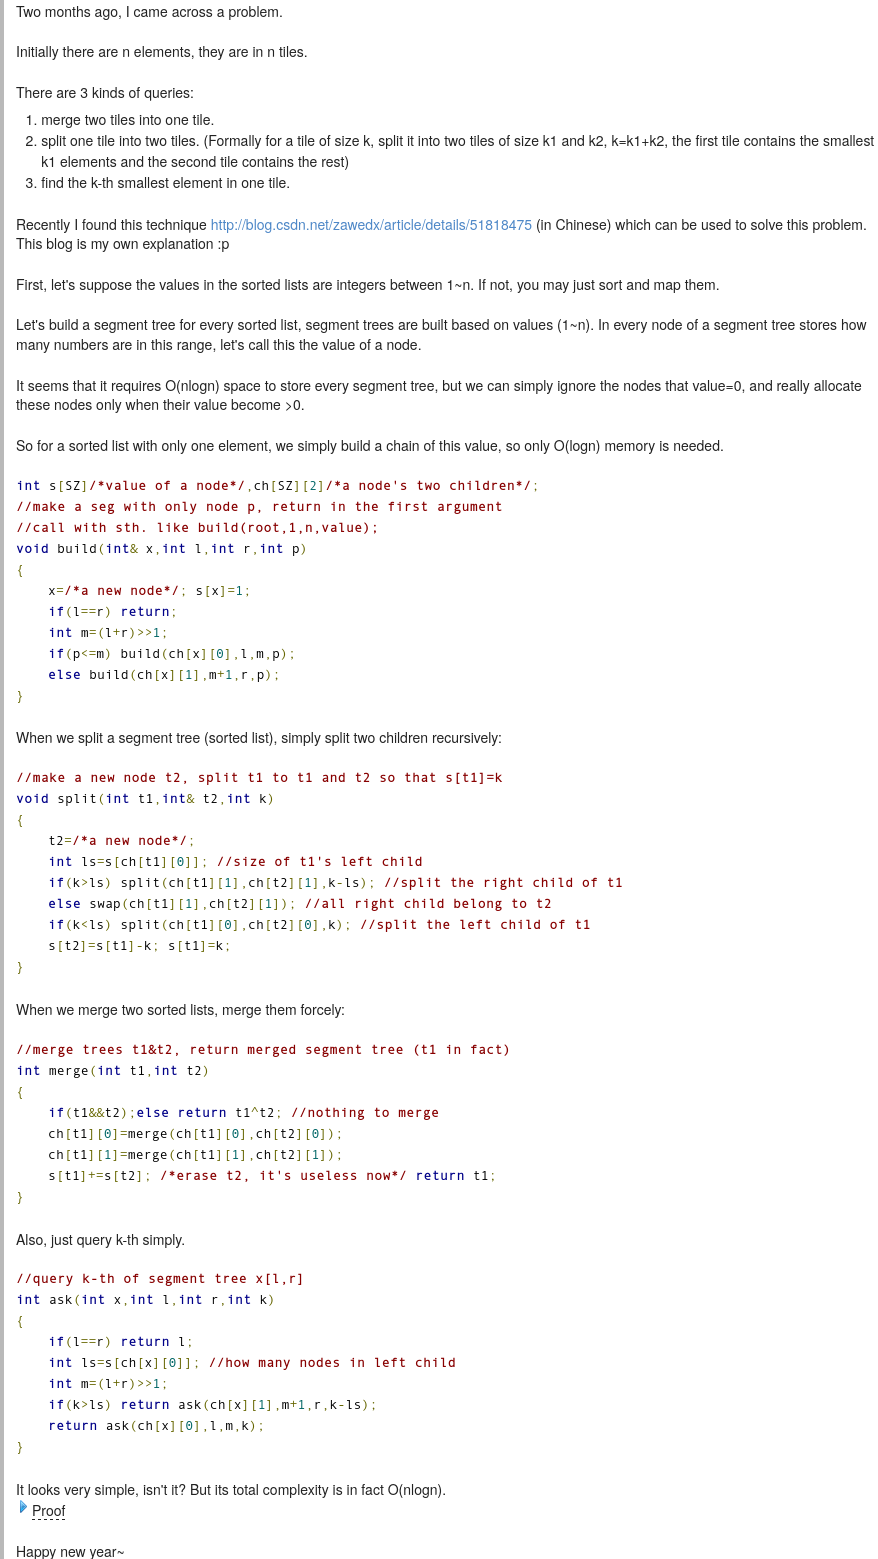 Two months ago, I came across a problem.
Initially there are n elements, they are in n tiles.
There are 3 kinds of queries:
1. merge two tiles into one tile.
2. split one tile into two tiles. (Formally for a tile of size k, split it into two tiles of size k1 and k2, k=k1+k2, the first tile contains the smallest
k1 elements and the second tile contains the rest)
3. find the k-th smallest element in one tile.
Recently I found this technique http://blog.csdn.net/zawedx/article/details/51818475 (in Chinese) which can be used to solve this problem.
This blog is my own explanation :p
First, let's suppose the values in the sorted lists are integers between 1~n. If not, you may just sort and map them.
Let's build a segment tree for every sorted list, segment trees are built based on values (1~n). In every node of a segment tree stores how
many numbers are in this range, let's call this the value of a node.
It seems that it requires O(nlogn) space to store every segment tree, but we can simply ignore the nodes that value=0, and really allocate
these nodes only when their value become >0.
So for a sorted list with only one element, we simply build a chain of this value, so only O(logn) memory is needed.
int s[SZ]/*value of a node*/,ch[SZ][2]/*a node's two children*/;
//make a seg with only node p, return in the first argument
//call with sth. like build(root,1,n,value);
void build(int& x,int l,int r,int p)
{
    x=/*a new node*/; s[x]=1;
    if(l==r) return;
    int m=(l+r)>>1;
    if(p<=m) build(ch[x][0],l,m,p);
    else build(ch[x][1],m+1,r,p);
}
When we split a segment tree (sorted list), simply split two children recursively:
//make a new node t2, split t1 to t1 and t2 so that s[t1]=k
void split(int t1,int& t2,int k)
{
    t2=/*a new node*/;
    int ls=s[ch[t1][0]]; //size of t1's left child
    if(k>ls) split(ch[t1][1],ch[t2][1],k-ls); //split the right child of t1
    else swap(ch[t1][1],ch[t2][1]); //all right child belong to t2
    if(k<ls) split(ch[t1][0],ch[t2][0],k); //split the left child of t1
    s[t2]=s[t1]-k; s[t1]=k;
}
When we merge two sorted lists, merge them forcely:
//merge trees t1&t2, return merged segment tree (t1 in fact)
int merge(int t1,int t2)
{
    if(t1&&t2);else return t1^t2; //nothing to merge
    ch[t1][0]=merge(ch[t1][0],ch[t2][0]);
    ch[t1][1]=merge(ch[t1][1],ch[t2][1]);
    s[t1]+=s[t2]; /*erase t2, it's useless now*/ return t1;
}
Also, just query k-th simply.
//query k-th of segment tree x[l,r]
int ask(int x,int l,int r,int k)
{
    if(l==r) return l;
    int ls=s[ch[x][0]]; //how many nodes in left child
    int m=(l+r)>>1;
    if(k>ls) return ask(ch[x][1],m+1,r,k-ls);
    return ask(ch[x][0],l,m,k);
}
It looks very simple, isn't it? But its total complexity is in fact O(nlogn).
Proof
Happy new year~